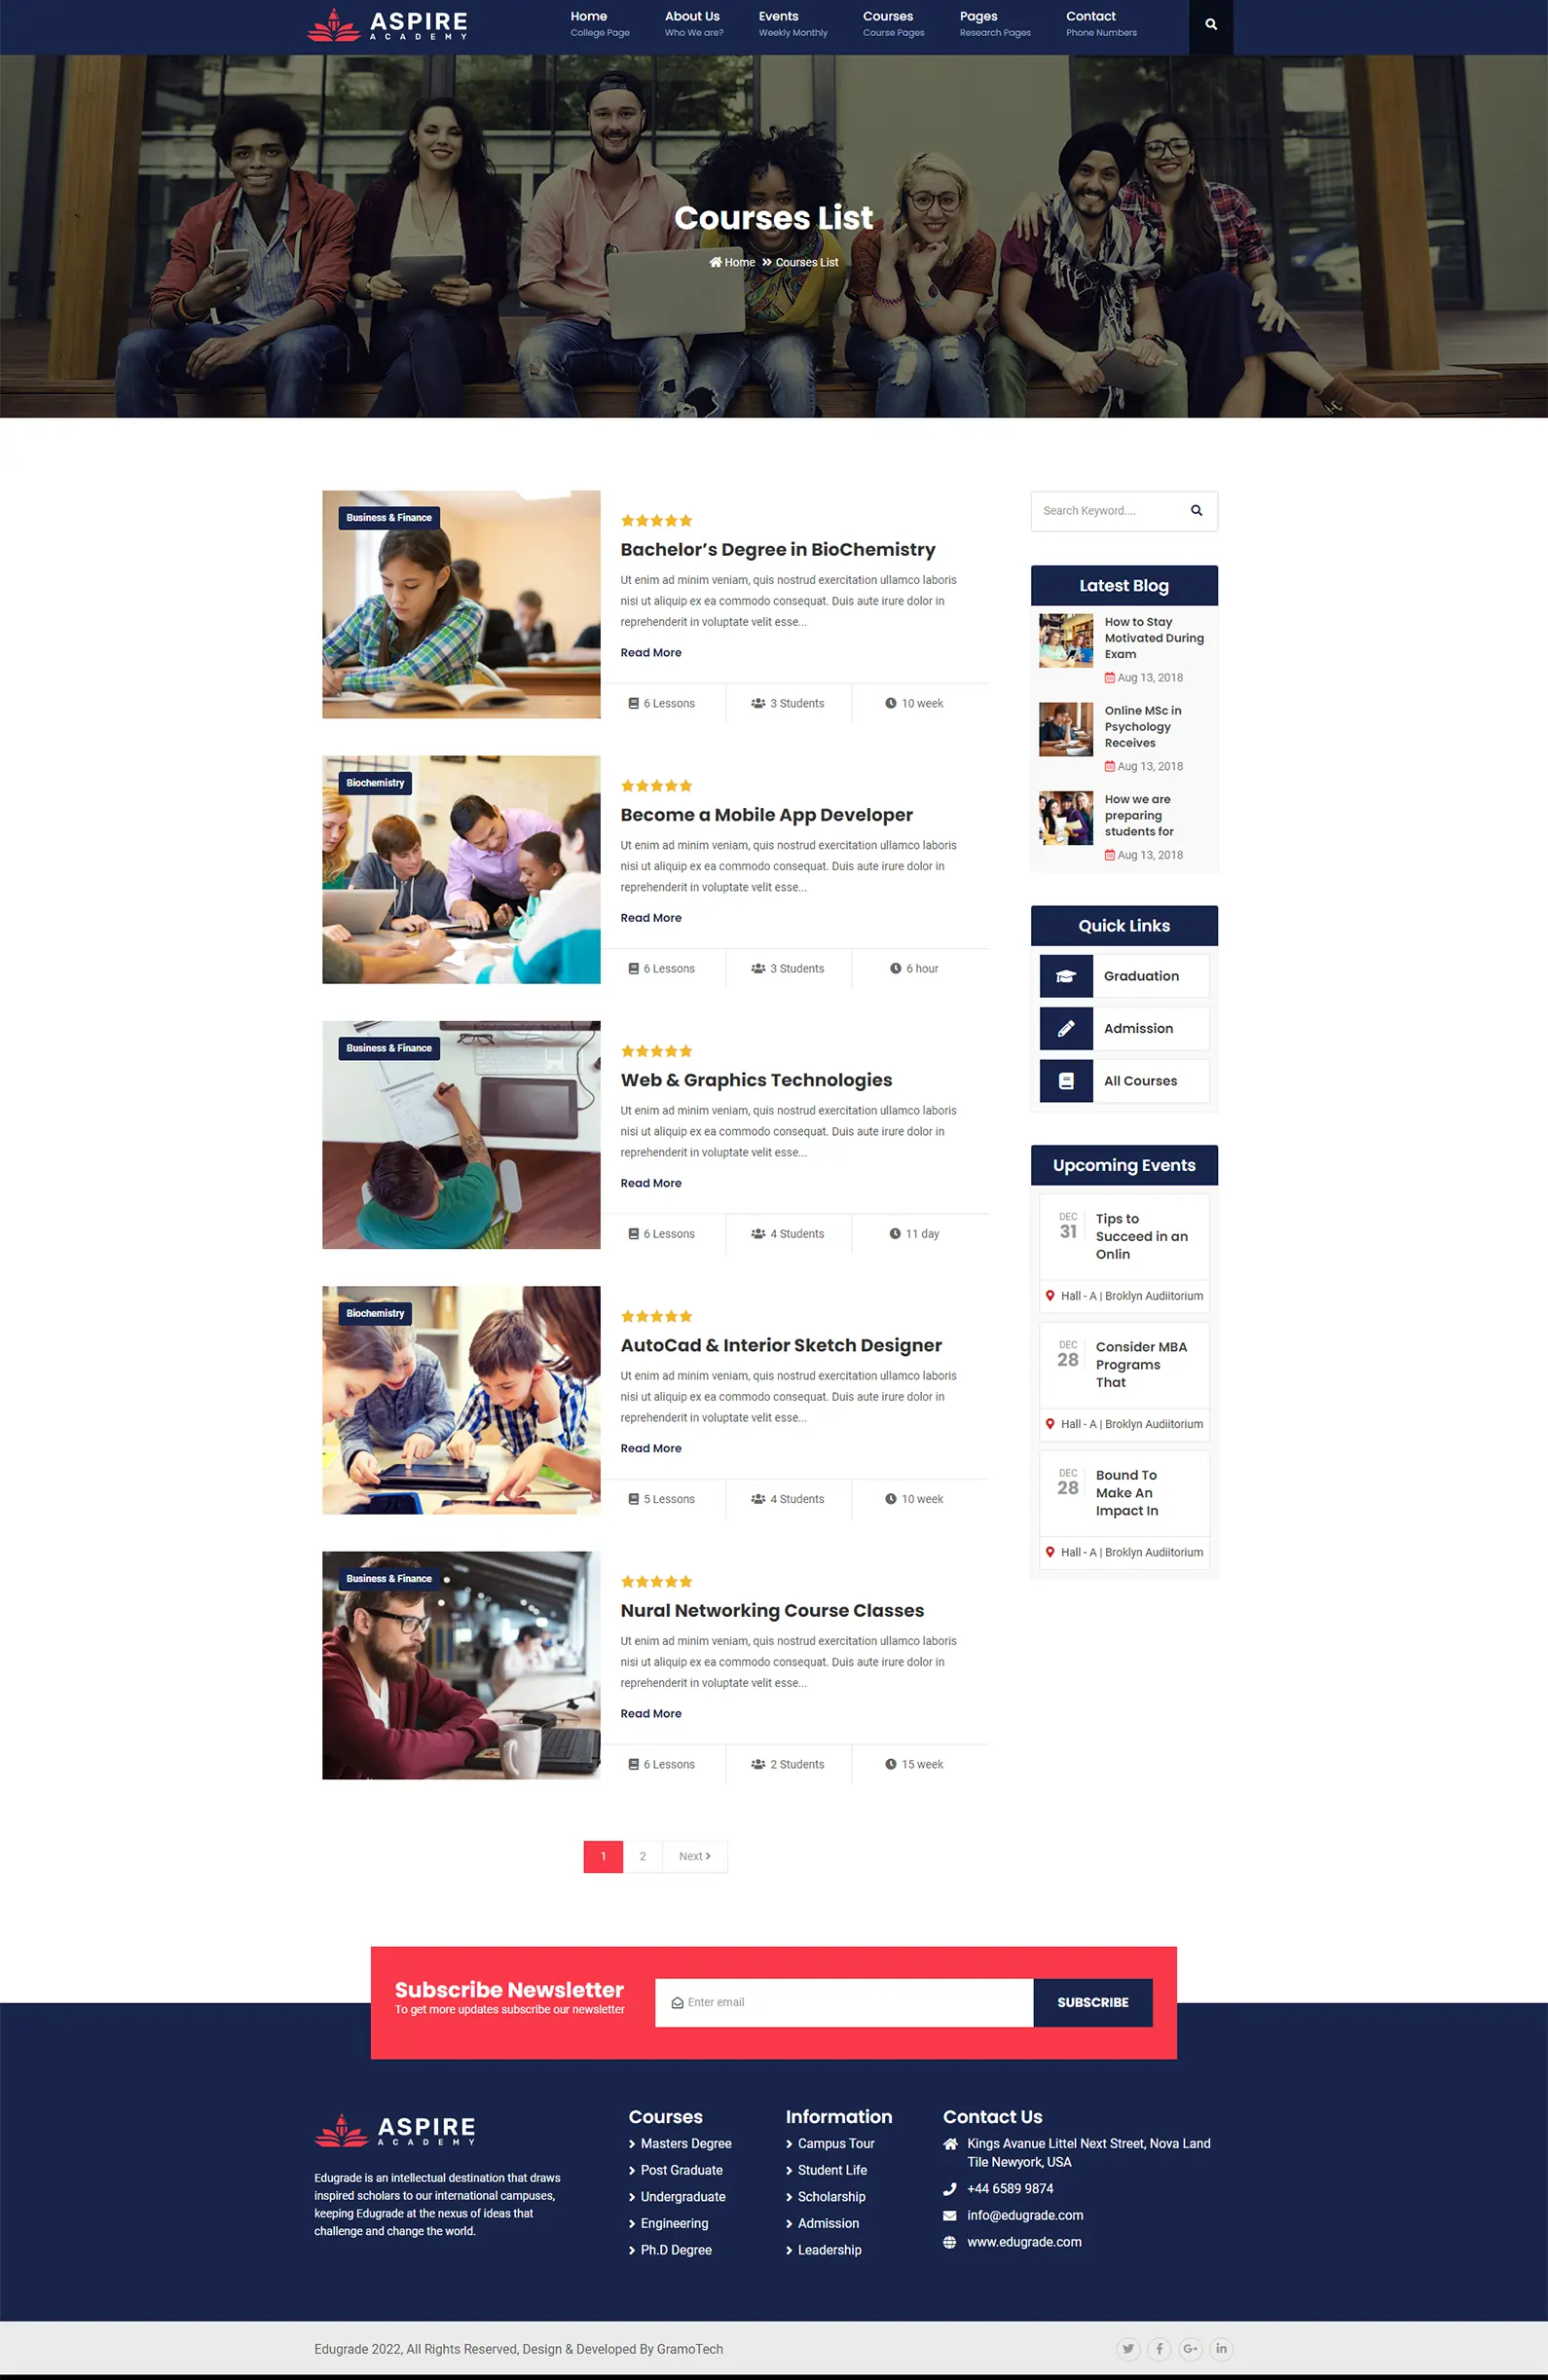 ASPIRE
ACADEMY
Home
College Page
About Us
Who We are?
Events
Weekly Monthly
Courses
Course Pages
Pages
Research Pages
Contact
Phone Numbers
Courses List
Home Courses List
Business & Finance
Bachelor's Degree in BioChemistry
Ut enim ad minim veniam, quis nostrud exercitation ullamco laboris
nisi ut aliquip ex ea commodo consequat. Duis aute irure dolor in
reprehenderit in voluptate velit esse...
Read More
6 Lessons
3 Students
10 week
Biochemistry
Become a Mobile App Developer
Ut enim ad minim veniam, quis nostrud exercitation ullamco laboris
nisi ut aliquip ex ea commodo consequat. Duis aute irure dolor in
reprehenderit in voluptate velit esse...
Read More
6 Lessons
3 Students
6 hour
Business & Finance
Web & Graphics Technologies
Ut enim ad minim veniam, quis nostrud exercitation ullamco laboris
nisi ut aliquip ex ea commodo consequat. Duis aute irure dolor in
reprehenderit in voluptate velit esse...
Read More
6 Lessons
4 Students
11 day
Biochemistry
AutoCad & Interior Sketch Designer
Ut enim ad minim veniam, quis nostrud exercitation ullamco laboris
nisi ut aliquip ex ea commodo consequat. Duis aute irure dolor in
reprehenderit in voluptate velit esse...
Read More
5 Lessons
4 Students
10 week
Business & Finance
Nural Networking Course Classes
Ut enim ad minim veniam, quis nostrud exercitation ullamco laboris
nisi ut aliquip ex ea commodo consequat. Duis aute irure dolor in
reprehenderit in voluptate velit esse...
Read More
6 Lessons
2 Students
15 week
1
2
Next
Search Keyword....
Latest Blog
How to Stay
Motivated During
Exam
Aug 13, 2018
Online MSc in
Psychology
Receives
Aug 13, 2018
How we are
preparing
students for
Aug 13, 2018
Quick Links
Graduation
Admission
All Courses
Upcoming Events
DEC
31
Tips to
Succeed in an
Onlin
Hall - A | Broklyn Audiitorium
DEC
28
Consider MBA
Programs
That
Hall - A | Broklyn Audiitorium
DEC
28
Bound To
Make An
Impact In
Hall - A | Broklyn Audiitorium
Subscribe Newsletter
To get more updates subscribe our newsletter
Enter email
SUBSCRIBE
ASPIRE
ACADEMY
Edugrade is an intellectual destination that draws
inspired scholars to our international campuses,
keeping Edugrade at the nexus of ideas that
challenge and change the world.
Courses
Masters Degree
Post Graduate
Undergraduate
Engineering
Ph.D Degree
Information
Campus Tour
Student Life
Scholarship
Admission
Leadership
Contact Us
Kings Avanue Littel Next Street, Nova Land
Tile Newyork, USA
+44 6589 9874
info@edugrade.com
www.edugrade.com
Edugrade 2022, All Rights Reserved, Design & Developed By GramoTech